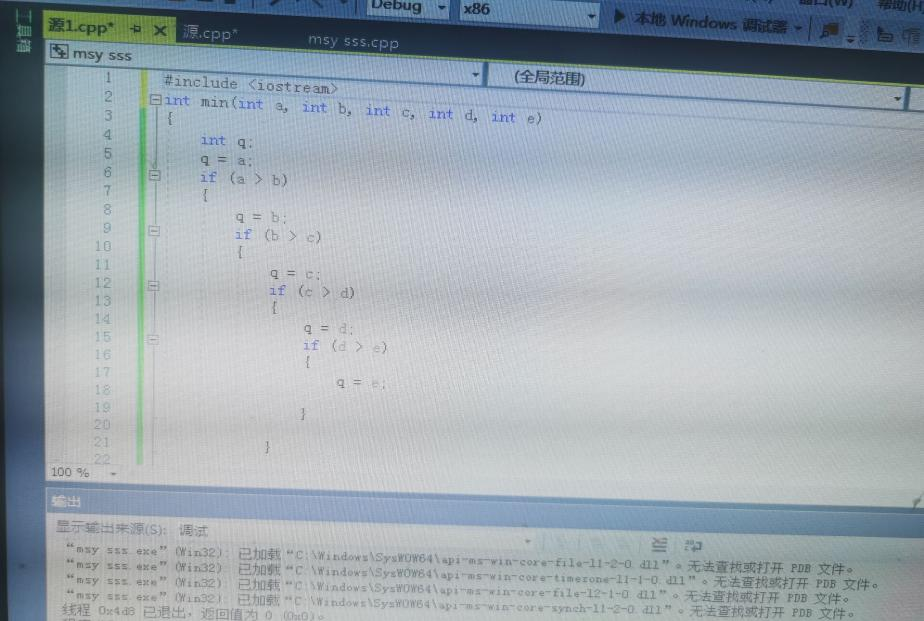 Debug x86 本地 Windows 调试器
工具箱
源1.cpp* 源.cpp* msy sss.cpp
msy sss (全局范围)
1 #include <iostream>
2 int min(int a, int b, int c, int d, int e)
3 {
4 int q;
5 q = a;
6 if (a > b)
7 {
8 q = b;
9 if (b > c)
10 {
11 q = c;
12 if (c > d)
13 {
14 q = d;
15 if (d > e)
16 {
17 q = e;
18
19 }
20
21 }
22
100 %
输出
显示输出来源(S): 调试
“msy sss.exe” (Win32): 已加载 “C:\Windows\SysWOW64\api-ms-win-core-file-l1-2-0.dll”。无法查找或打开 PDB 文件。
“msy sss.exe” (Win32): 已加载 “C:\Windows\SysWOW64\api-ms-win-core-timezone-l1-1-0.dll”。无法查找或打开 PDB 文件。
“msy sss.exe” (Win32): 已加载 “C:\Windows\SysWOW64\api-ms-win-core-file-l2-1-0.dll”。无法查找或打开 PDB 文件。
“msy sss.exe” (Win32): 已加载 “C:\Windows\SysWOW64\api-ms-win-core-synch-l1-2-0.dll”。无法查找或打开 PDB 文件。
线程 0x4d8 已退出，返回值为 0 (0x0)。